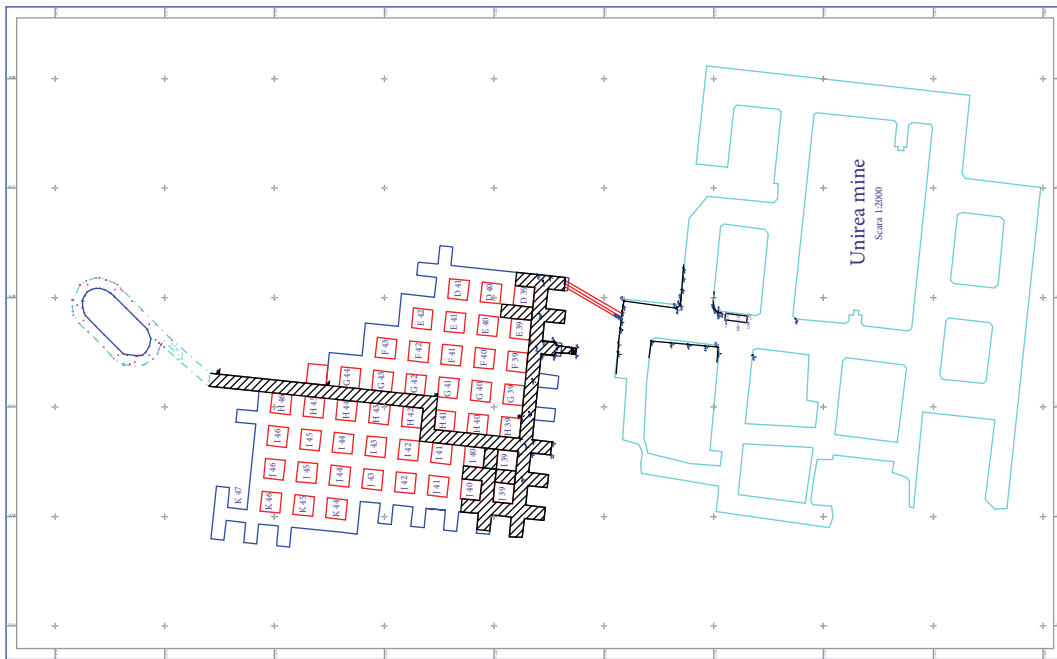 Unirea mine
Scara 1:2000
D 41
D 40
D 39
E 42
E 41
E 40
E 39
F 43
F 42
F 41
F 40
F 39
G 44
G 43
G 42
G 41
G 40
G 39
H 46
H 45
H 44
H 43
H 42
H 41
H 40
H 39
I 46
I 45
I 44
I 43
I 42
I 41
I 40
I 39
J 46
J 45
J 44
J 43
J 42
J 41
J 40
J 39
K 47
K 46
K 45
K 44